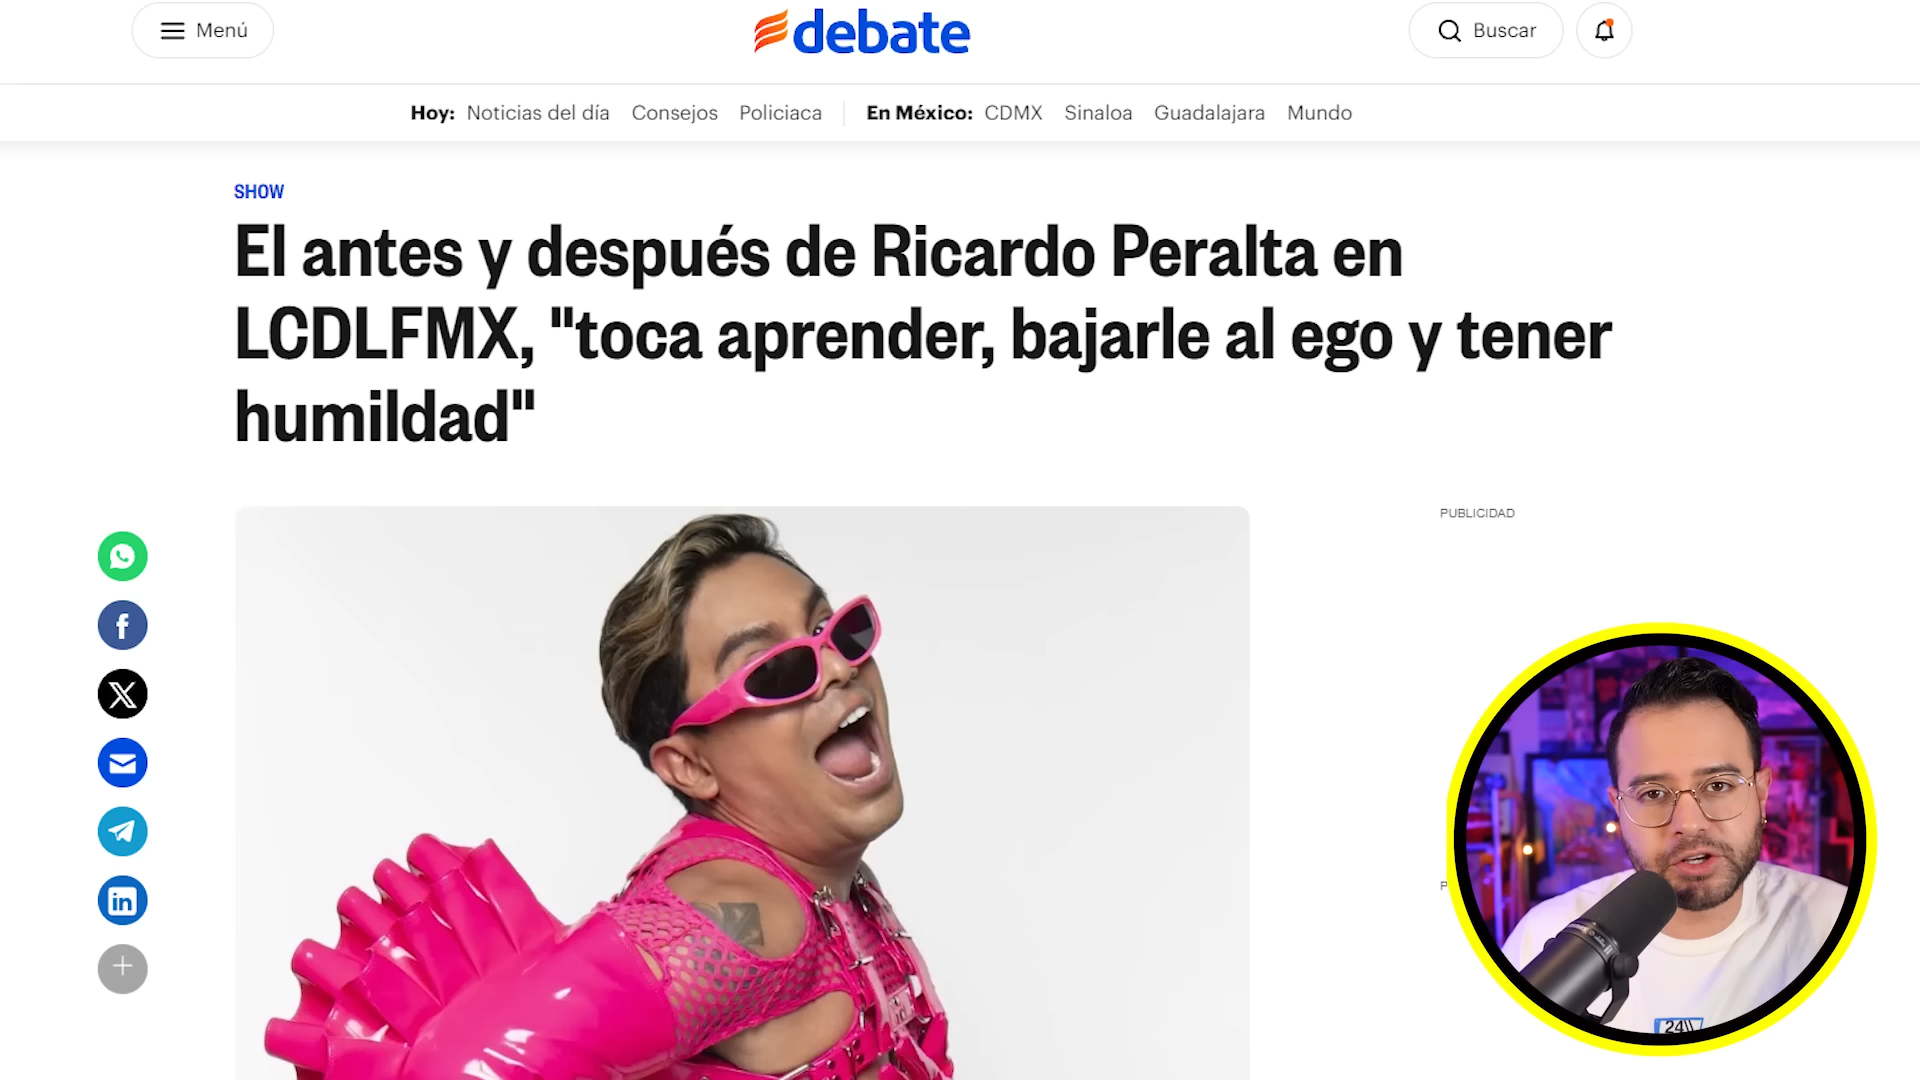 Menú
debate
Buscar
Hoy: Noticias del día Consejos Policiaca En México: CDMX Sinaloa Guadalajara Mundo
SHOW
El antes y después de Ricardo Peralta en
LCDLFMX, "toca aprender, bajarle al ego y tener
humildad"
PUBLICIDAD
P
24